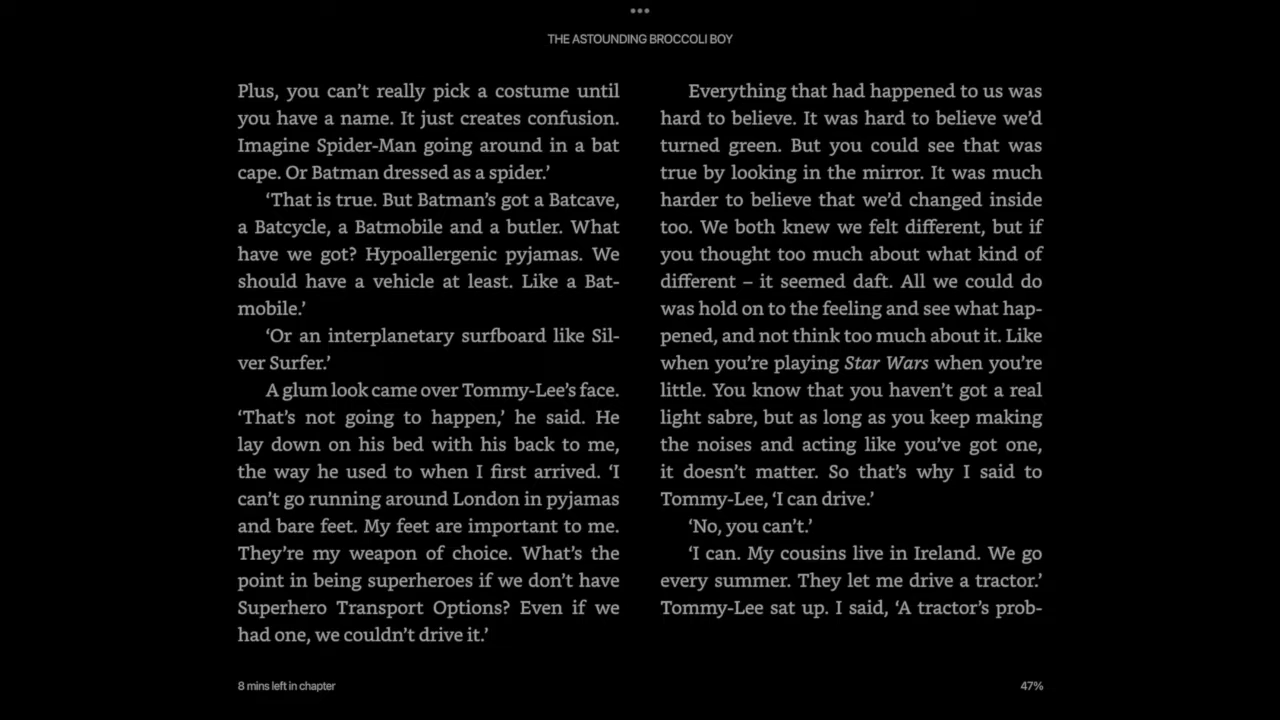 THE ASTOUNDING BROCCOLI BOY
Plus, you can’t really pick a costume until
you have a name. It just creates confusion.
Imagine Spider-Man going around in a bat
cape. Or Batman dressed as a spider.’
‘That is true. But Batman’s got a Batcave,
a Batcycle, a Batmobile and a butler. What
have we got? Hypoallergenic pyjamas. We
should have a vehicle at least. Like a Bat-
mobile.’
‘Or an interplanetary surfboard like Sil-
ver Surfer.’
A glum look came over Tommy-Lee’s face.
‘That’s not going to happen,’ he said. He
lay down on his bed with his back to me,
the way he used to when I first arrived. ‘I
can’t go running around London in pyjamas
and bare feet. My feet are important to me.
They’re my weapon of choice. What’s the
point in being superheroes if we don’t have
Superhero Transport Options? Even if we
had one, we couldn’t drive it.’
Everything that had happened to us was
hard to believe. It was hard to believe we’d
turned green. But you could see that was
true by looking in the mirror. It was much
harder to believe that we’d changed inside
too. We both knew we felt different, but if
you thought too much about what kind of
different – it seemed daft. All we could do
was hold on to the feeling and see what hap-
pened, and not think too much about it. Like
when you’re playing Star Wars when you’re
little. You know that you haven’t got a real
light sabre, but as long as you keep making
the noises and acting like you’ve got one,
it doesn’t matter. So that’s why I said to
Tommy-Lee, ‘I can drive.’
‘No, you can’t.’
‘I can. My cousins live in Ireland. We go
every summer. They let me drive a tractor.’
Tommy-Lee sat up. I said, ‘A tractor’s prob-
8 mins left in chapter
47%